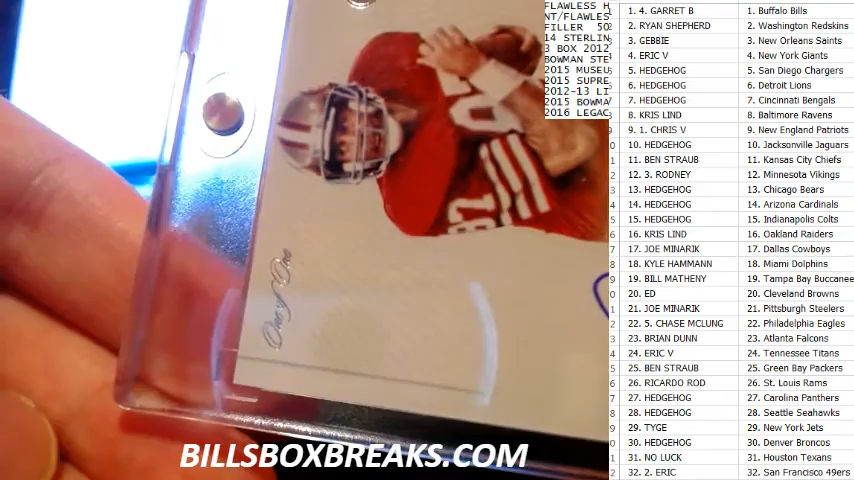 FLAWLESS H
NT/FLAWLES
FILLER 50
14 STERLIN
3 BOX 2012
BOWMAN STE
2015 MUSEU
2015 SUPRE
2012-13 LI
2015 BOWMA
2016 LEGAC
1. 4. GARRET B 1. Buffalo Bills
2. RYAN SHEPHERD 2. Washington Redskins
3. GEBBIE 3. New Orleans Saints
4. ERIC V 4. New York Giants
5. HEDGEHOG 5. San Diego Chargers
6. HEDGEHOG 6. Detroit Lions
7. HEDGEHOG 7. Cincinnati Bengals
8. KRIS LIND 8. Baltimore Ravens
9. 1. CHRIS V 9. New England Patriots
10. HEDGEHOG 10. Jacksonville Jaguars
11. BEN STRAUB 11. Kansas City Chiefs
12. 3. RODNEY 12. Minnesota Vikings
13. HEDGEHOG 13. Chicago Bears
14. HEDGEHOG 14. Arizona Cardinals
15. HEDGEHOG 15. Indianapolis Colts
16. KRIS LIND 16. Oakland Raiders
17. JOE MINARIK 17. Dallas Cowboys
18. KYLE HAMMANN 18. Miami Dolphins
19. BILL MATHENY 19. Tampa Bay Buccanee
20. ED 20. Cleveland Browns
21. JOE MINARIK 21. Pittsburgh Steelers
22. 5. CHASE MCLUNG 22. Philadelphia Eagles
23. BRIAN DUNN 23. Atlanta Falcons
24. ERIC V 24. Tennessee Titans
25. BEN STRAUB 25. Green Bay Packers
26. RICARDO ROD 26. St. Louis Rams
27. HEDGEHOG 27. Carolina Panthers
28. HEDGEHOG 28. Seattle Seahawks
29. TYGE 29. New York Jets
30. HEDGEHOG 30. Denver Broncos
31. NO LUCK 31. Houston Texans
32. 2. ERIC 32. San Francisco 49ers
One of One
BILLSBOXBREAKS.COM